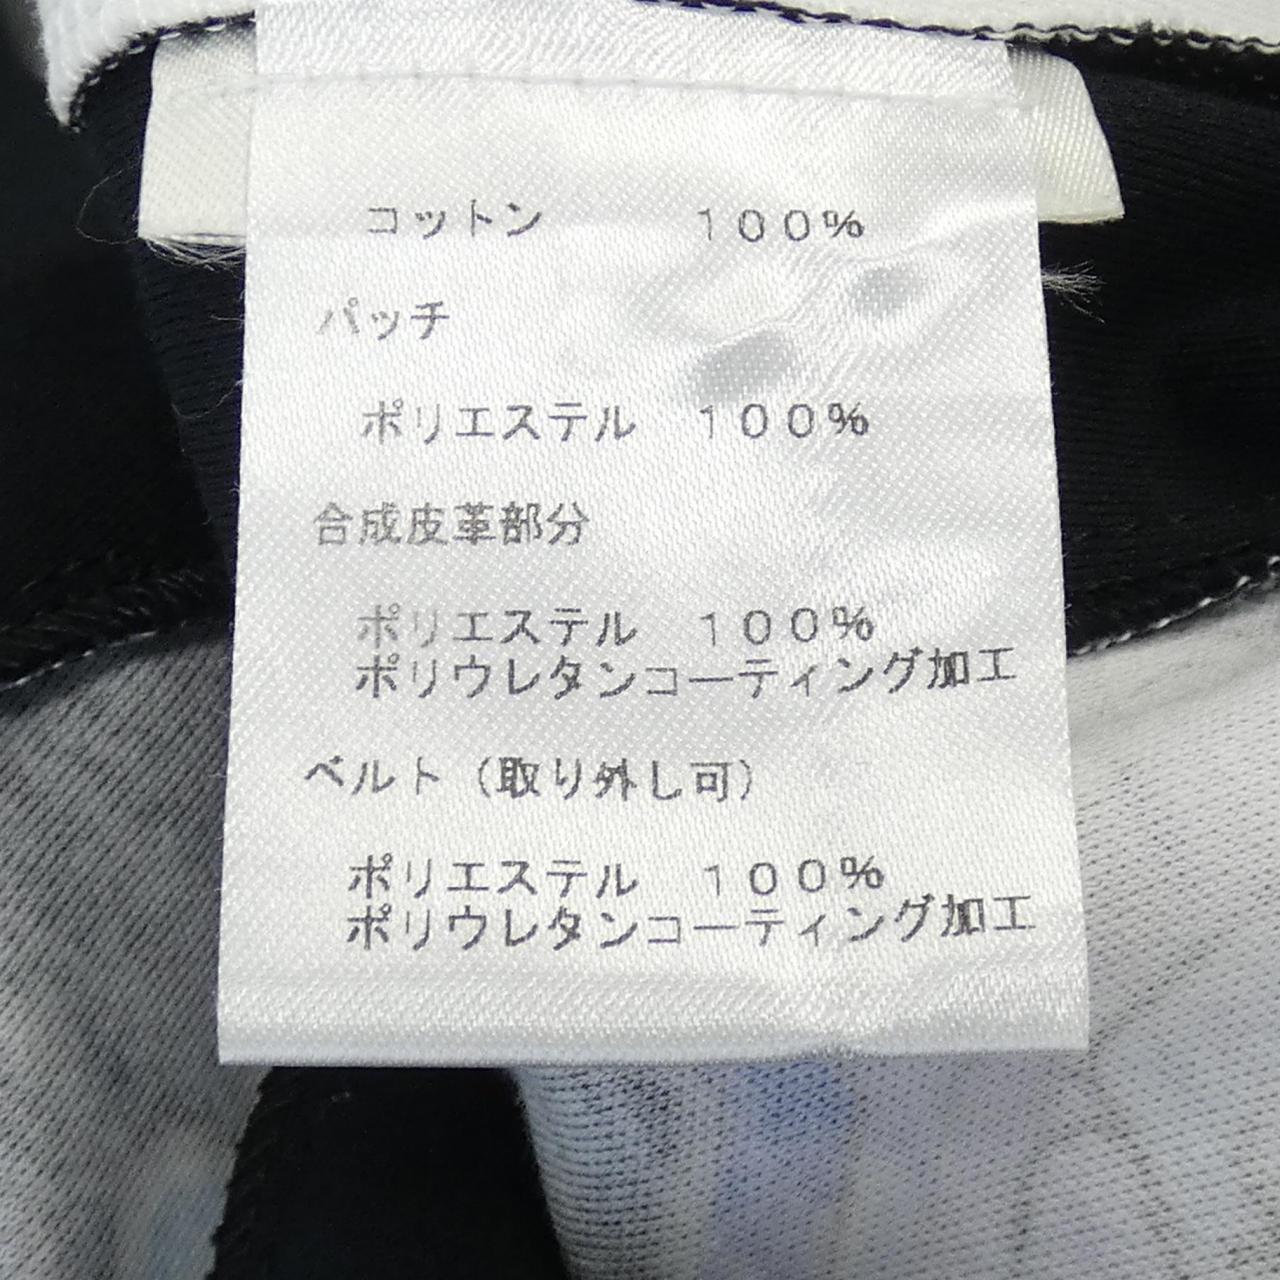 コットン　１００％
パッチ
ポリエステル　１００％
合成皮革部分
ポリエステル　１００％
ポリウレタンコーティング加工
ベルト（取り外し可）
ポリエステル　１００％
ポリウレタンコーティング加工